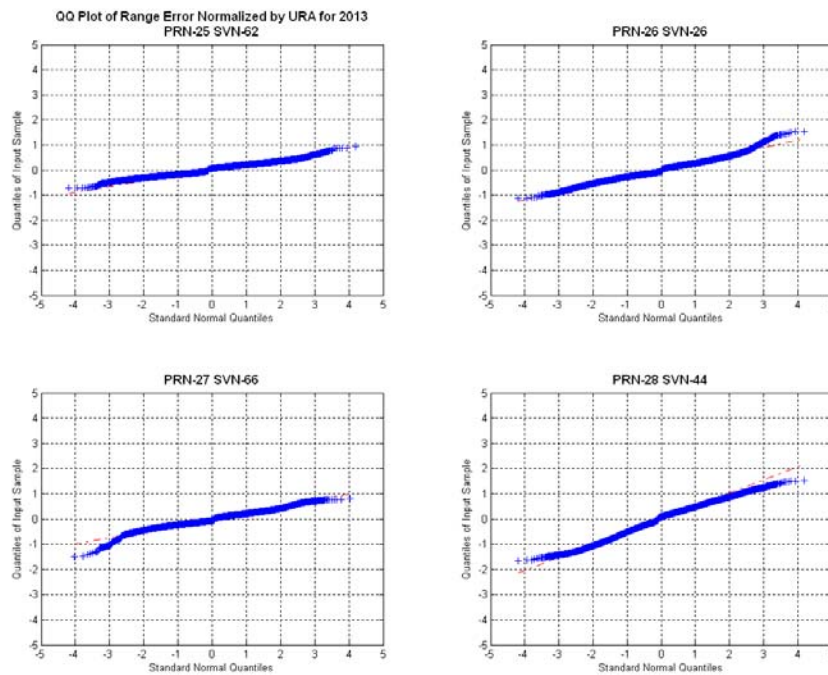 QQ Plot of Range Error Normalized by URA for 2013
PRN-25 SVN-62
5
4
3
2
1
0
-1
-2
-3
-4
-5
Quantiles of Input Sample
-5 -4 -3 -2 -1 0 1 2 3 4 5
Standard Normal Quantiles
PRN-26 SVN-26
5
4
3
2
1
0
-1
-2
-3
-4
-5
Quantiles of Input Sample
-5 -4 -3 -2 -1 0 1 2 3 4
Standard Normal Quantiles
PRN-27 SVN-66
5
4
3
2
1
0
-1
-2
-3
-4
-5
Quantiles of Input Sample
-5 -4 -3 -2 -1 0 1 2 3 4 5
Standard Normal Quantiles
PRN-28 SVN-44
5
4
3
2
1
0
-1
-2
-3
-4
-5
Quantiles of Input Sample
-5 -4 -3 -2 -1 0 1 2 3 4
Standard Normal Quantiles